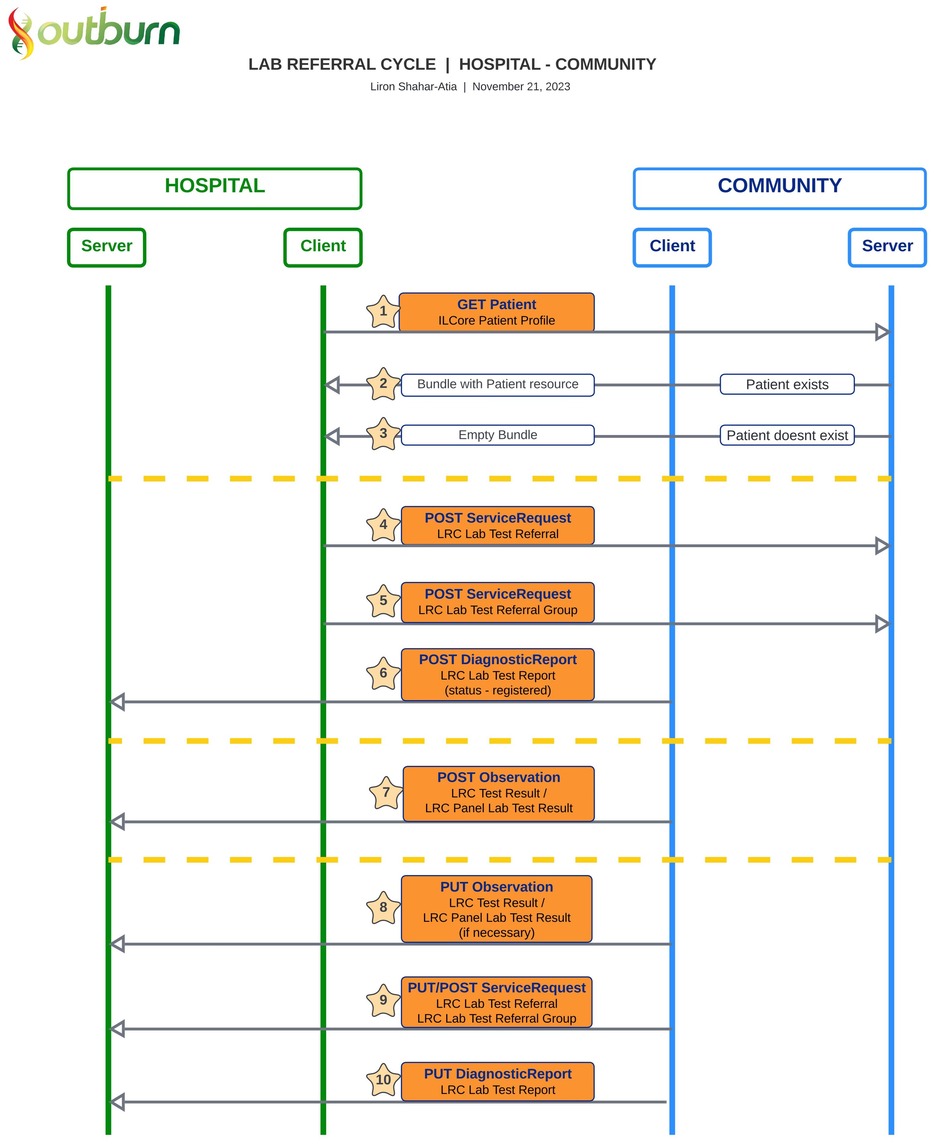 outburn
LAB REFERRAL CYCLE | HOSPITAL - COMMUNITY
Liron Shahar-Atia | November 21, 2023
HOSPITAL
COMMUNITY
Server
Client
Client
Server
1
GET Patient
ILCore Patient Profile
2
Bundle with Patient resource
Patient exists
3
Empty Bundle
Patient doesnt exist
4
POST ServiceRequest
LRC Lab Test Referral
5
POST ServiceRequest
LRC Lab Test Referral Group
6
POST DiagnosticReport
LRC Lab Test Report
(status - registered)
7
POST Observation
LRC Test Result /
LRC Panel Lab Test Result
8
PUT Observation
LRC Test Result /
LRC Panel Lab Test Result
(if necessary)
9
PUT/POST ServiceRequest
LRC Lab Test Referral
LRC Lab Test Referral Group
10
PUT DiagnosticReport
LRC Lab Test Report